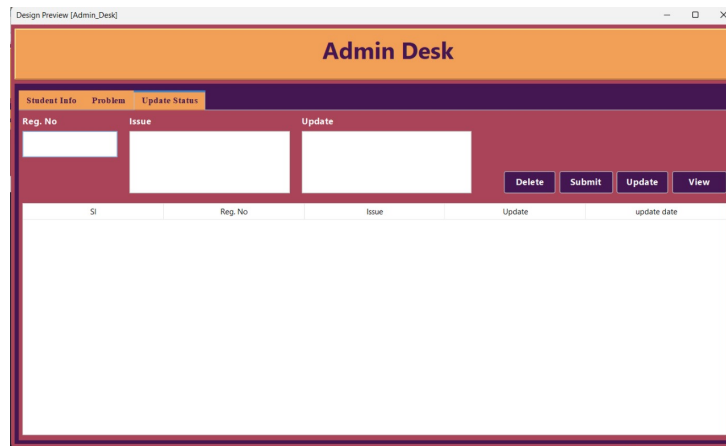 Design Preview [Admin_Desk]
Admin Desk
Student Info Problem Update Status
Reg. No Issue Update
Delete Submit Update View
Sl Reg. No Issue Update update date